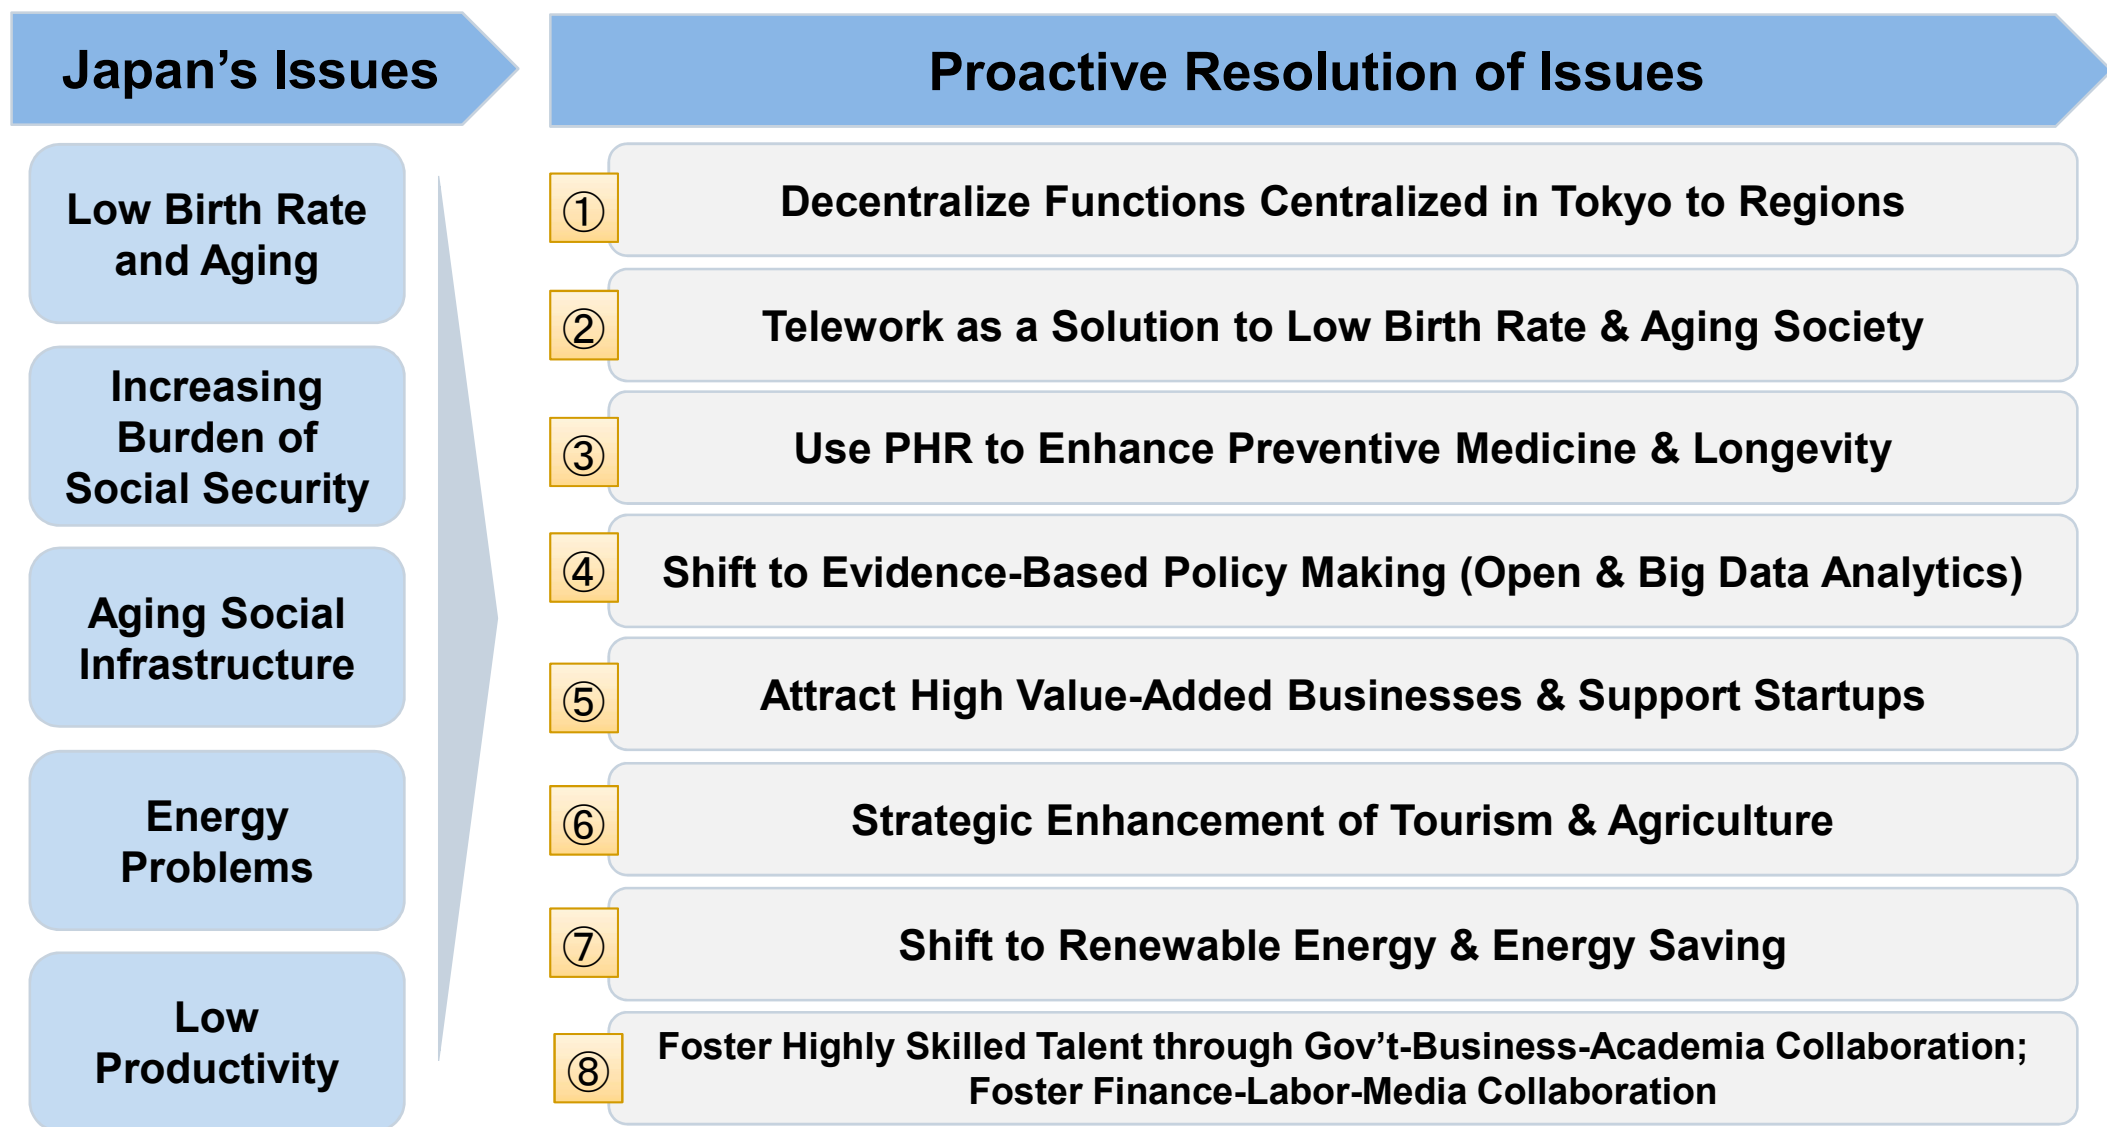 Japan's Issues
Low Birth Rate
and Aging
Increasing
Burden of
Social Security
Aging Social
Infrastructure
Energy
Problems
Low
Productivity
Proactive Resolution of Issues
① Decentralize Functions Centralized in Tokyo to Regions
② Telework as a Solution to Low Birth Rate & Aging Society
③ Use PHR to Enhance Preventive Medicine & Longevity
④ Shift to Evidence-Based Policy Making (Open & Big Data Analytics)
⑤ Attract High Value-Added Businesses & Support Startups
⑥ Strategic Enhancement of Tourism & Agriculture
⑦ Shift to Renewable Energy & Energy Saving
⑧ Foster Highly Skilled Talent through Gov't-Business-Academia Collaboration;
Foster Finance-Labor-Media Collaboration